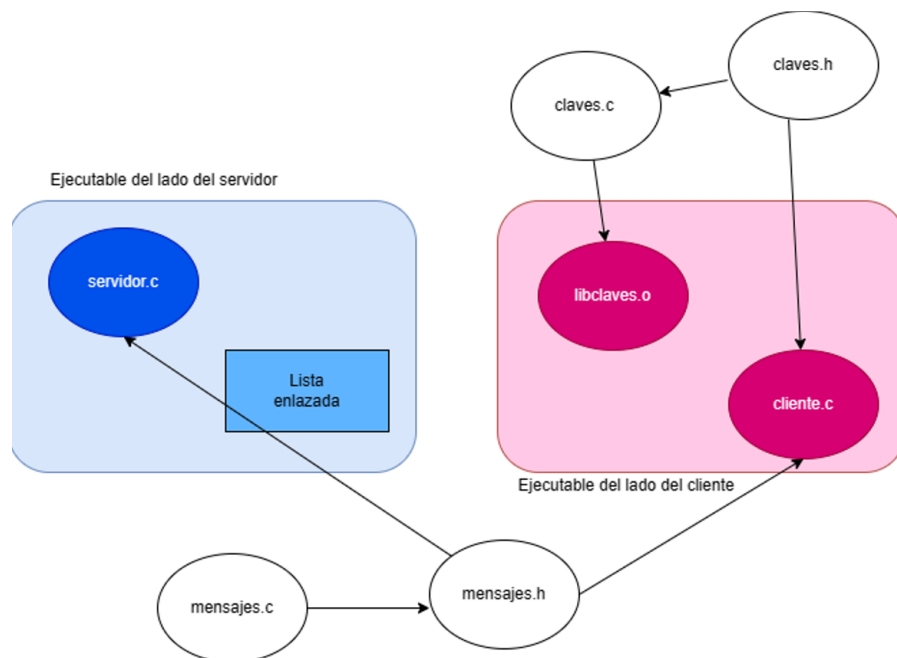 claves.h
claves.c
Ejecutable del lado del servidor
servidor.c
libclaves.o
Lista
enlazada
cliente.c
Ejecutable del lado del cliente
mensajes.c
mensajes.h